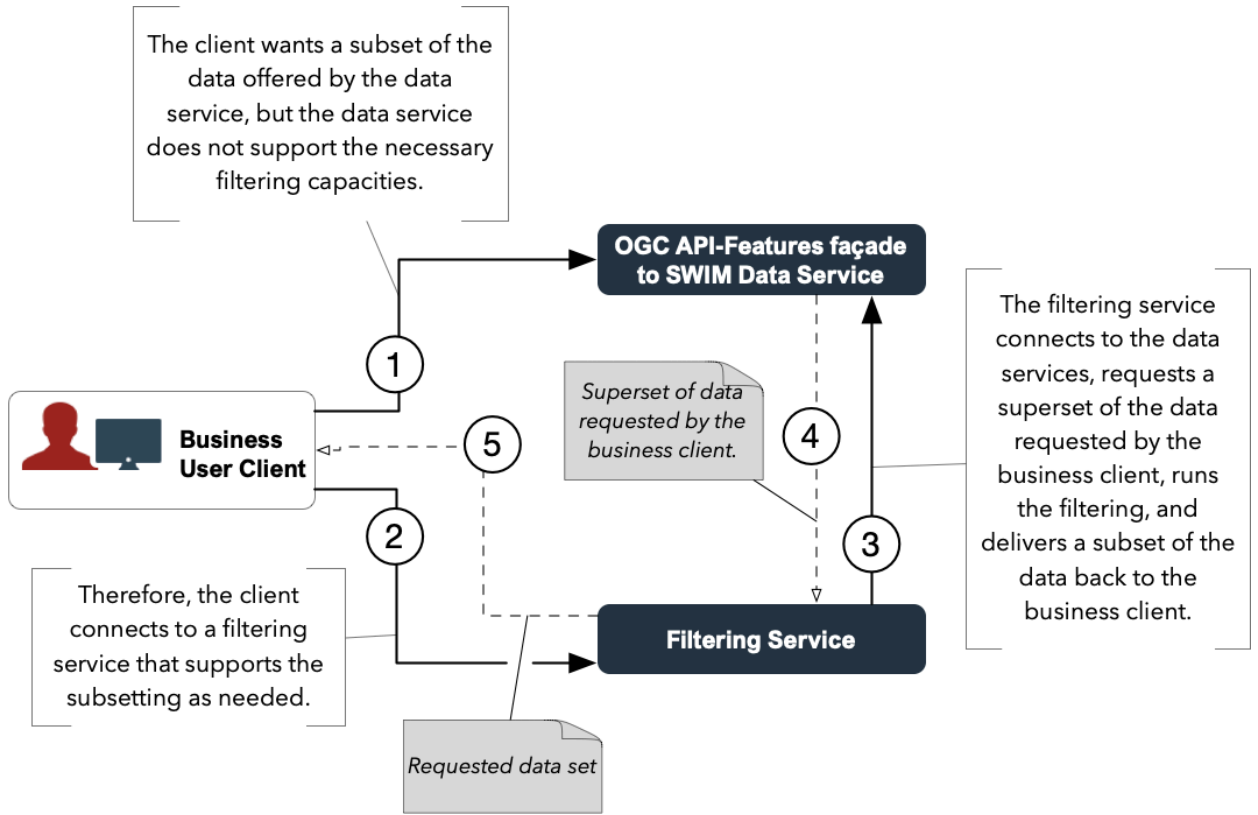 The client wants a subset of the
data offered by the data
service, but the data service
does not support the necessary
filtering capacities.
OGC API-Features façade
to SWIM Data Service
The filtering service
connects to the data
services, requests a
superset of the data
requested by the
business client, runs
the filtering, and
delivers a subset of the
data back to the
business client.
1
Superset of data
requested by the
business client.
4
5
Business
User Client
2
3
Therefore, the client
connects to a filtering
service that supports the
subsetting as needed.
Filtering Service
Requested data set